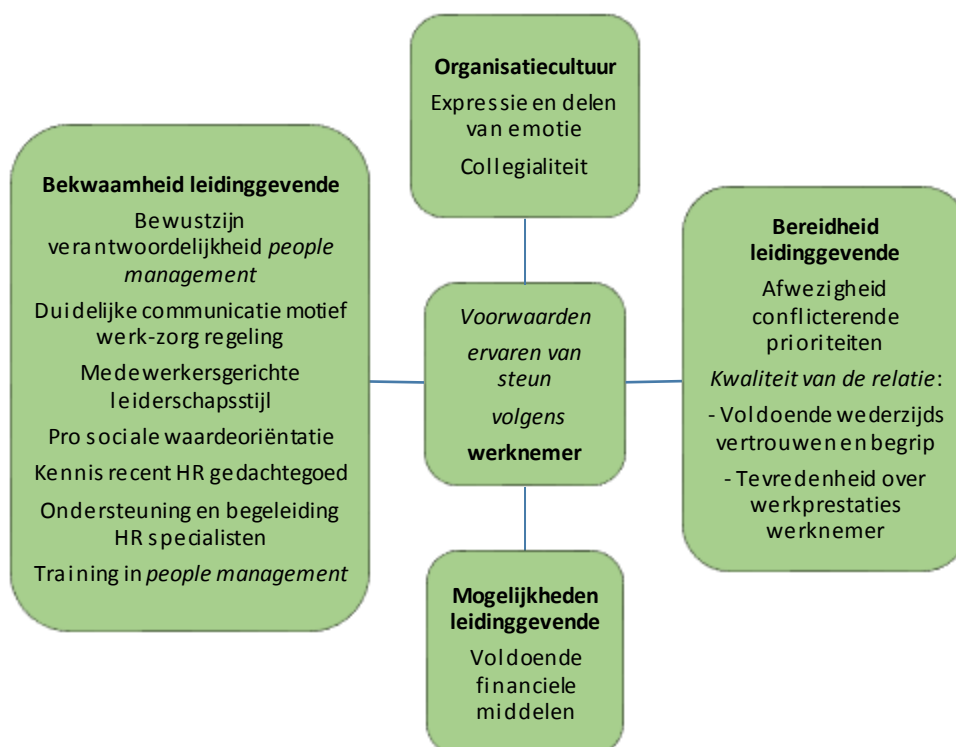 Organisatiecultuur
Expressie en delen
van emotie
Collegialiteit
Bekwaamheid leidinggevende
Bewustzijn
verantwoordelijkheid people
management
Duidelijke communicatie motief
werk-zorg regeling
Medewerkersgerichte
leiderschapsstijl
Pro sociale waardeoriëntatie
Kennis recent HR gedachtegoed
Ondersteuning en begeleiding
HR specialisten
Training in people management
Voorwaarden
ervaren van
steun
volgens
werknemer
Bereidheid
leidinggevende
Afwezigheid
conflicterende
prioriteiten
Kwaliteit van de relatie:
- Voldoende wederzijds
vertrouwen en begrip
- Tevredenheid over
werkprestaties
werknemer
Mogelijkheden
leidinggevende
Voldoende
financiele
middelen